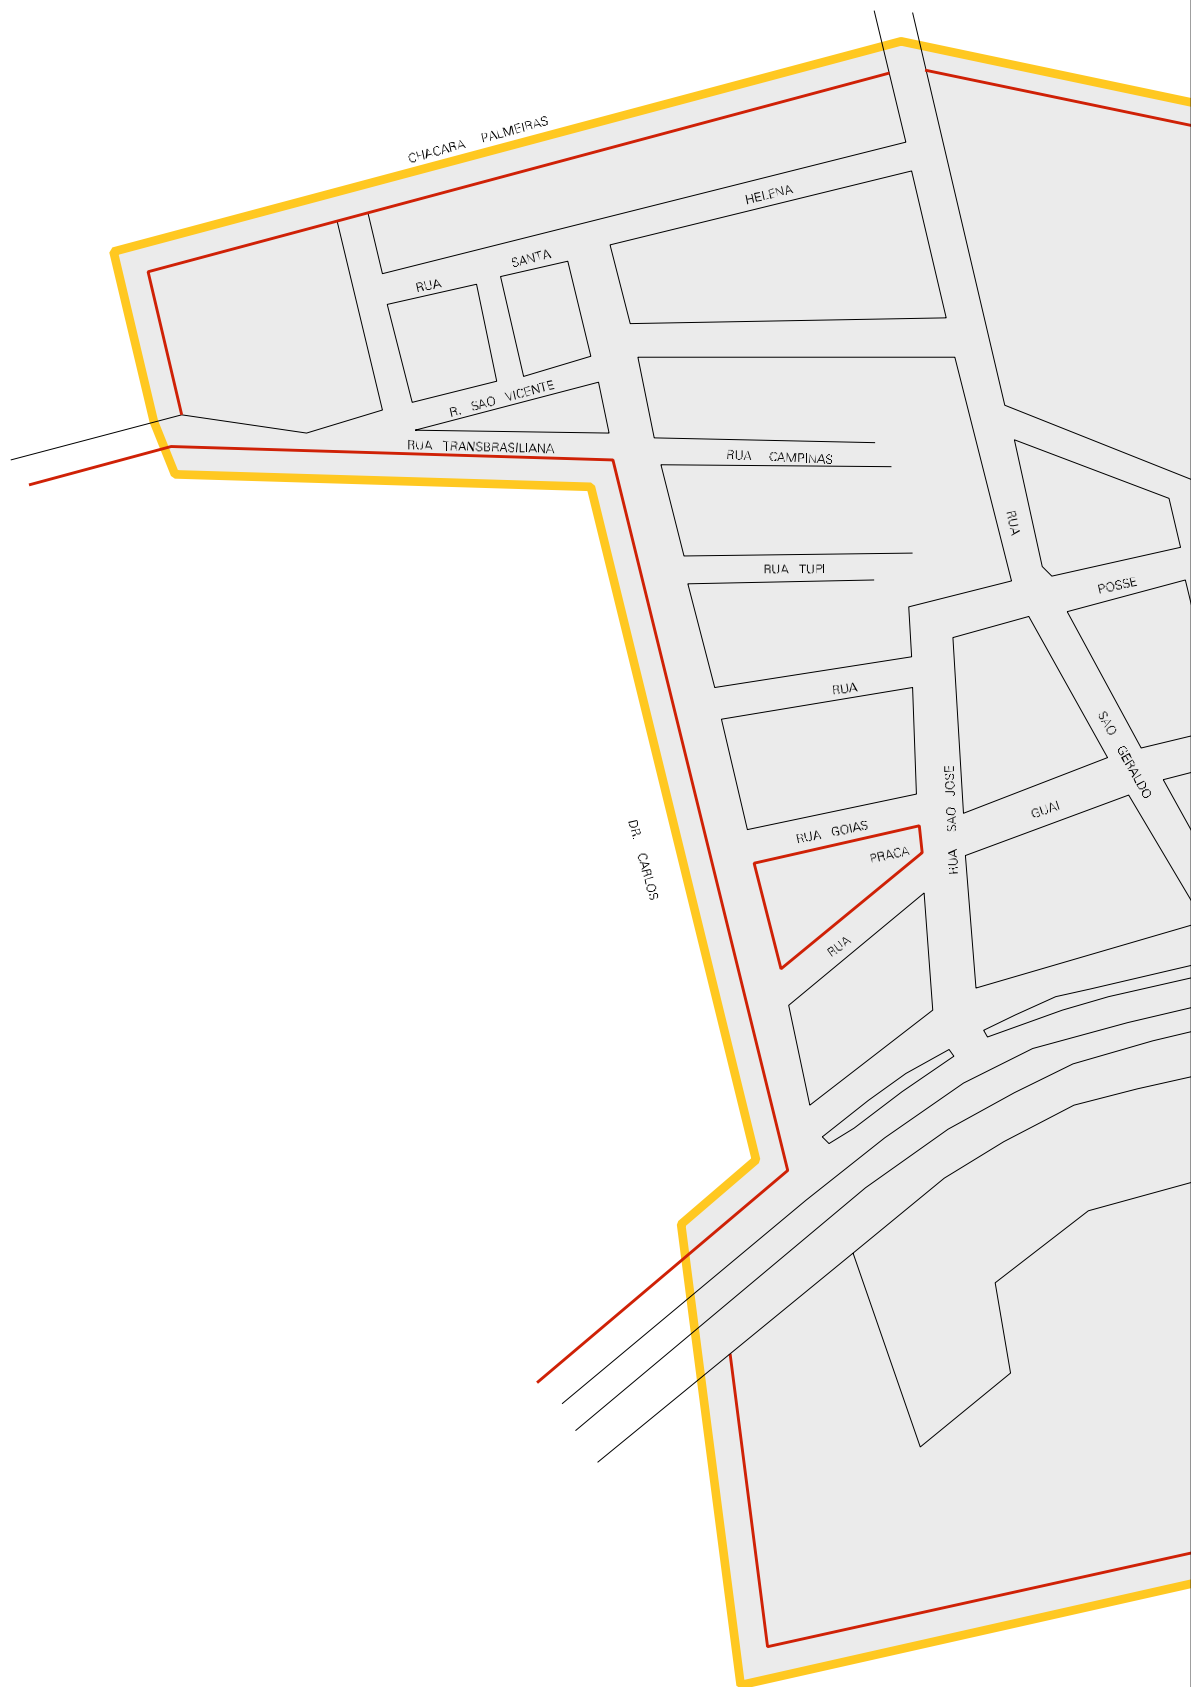 CHACARA PALMEIRAS
HELENA
SANTA
RUA
R. SAO VICENTE
RUA TRANSBRASILIANA
RUA CAMPINAS
RUA
RUA TUPI
POSSE
RUA
SAO GERALDO
RUA SAO JOSE
GUAI
RUA GOIAS
PRACA
DR. CARLOS
RUA